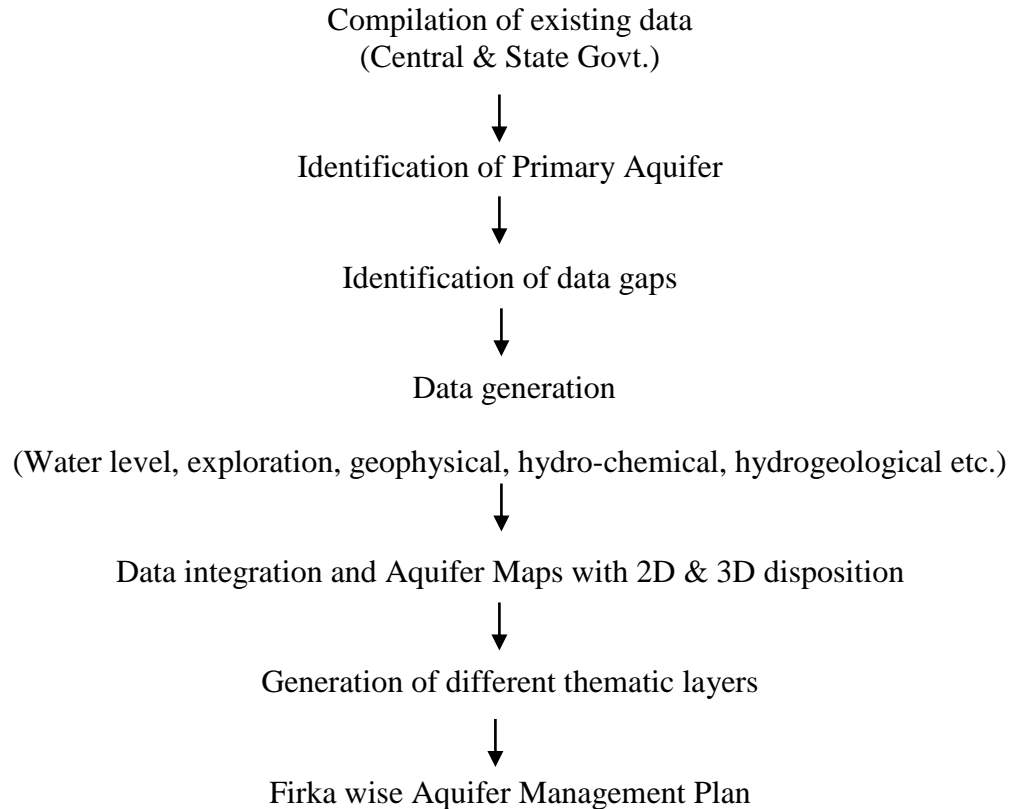 Compilation of existing data
(Central & State Govt.)
Identification of Primary Aquifer
Identification of data gaps
Data generation
(Water level, exploration, geophysical, hydro-chemical, hydrogeological etc.)
Data integration and Aquifer Maps with 2D & 3D disposition
Generation of different thematic layers
Firka wise Aquifer Management Plan